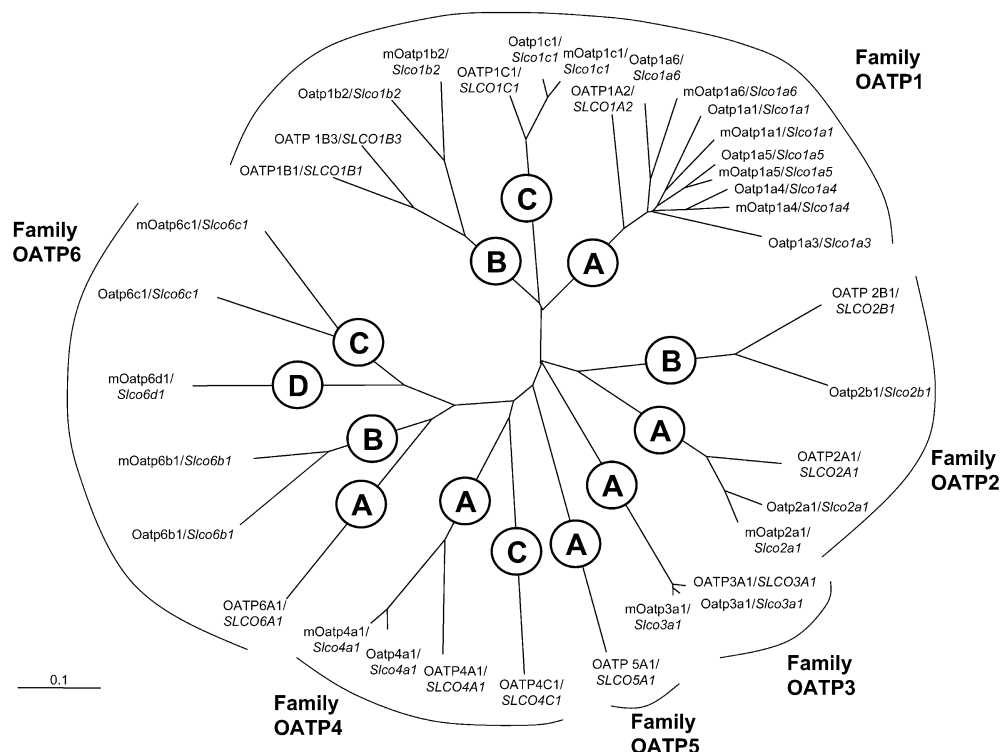 Family
OATP1
mOatp1b2/
Slco1b2
Oatp1c1/
Slco1c1
mOatp1c1/
Slco1c1
Oatp1a6/
Slco1a6
OATP1C1/
SLCO1C1
OATP1A2/
SLCO1A2
mOatp1a6/Slco1a6
Oatp1a1/Slco1a1
mOatp1a1/Slco1a1
Oatp1a5/Slco1a5
mOatp1a5/Slco1a5
Oatp1a4/Slco1a4
mOatp1a4/Slco1a4
Oatp1a3/Slco1a3
Oatp1b2/Slco1b2
OATP 1B3/SLCO1B3
OATP1B1/SLCO1B1
C
B
A
Family
OATP6
mOatp6c1/Slco6c1
Oatp6c1/Slco6c1
mOatp6d1/
Slco6d1
mOatp6b1/Slco6b1
Oatp6b1/Slco6b1
OATP6A1/
SLCO6A1
C
D
B
A
OATP 2B1/
SLCO2B1
Oatp2b1/Slco2b1
OATP2A1/
SLCO2A1
Oatp2a1/Slco2a1
mOatp2a1/
Slco2a1
B
A
Family
OATP2
A
OATP3A1/SLCO3A1
mOatp3a1/
Slco3a1
Oatp3a1/Slco3a1
Family
OATP3
A
C
A
mOatp4a1/
Slco4a1
Oatp4a1/
Slco4a1
OATP4A1/
SLCO4A1
OATP4C1/
SLCO4C1
OATP 5A1/
SLCO5A1
0.1
Family
OATP4
Family
OATP5